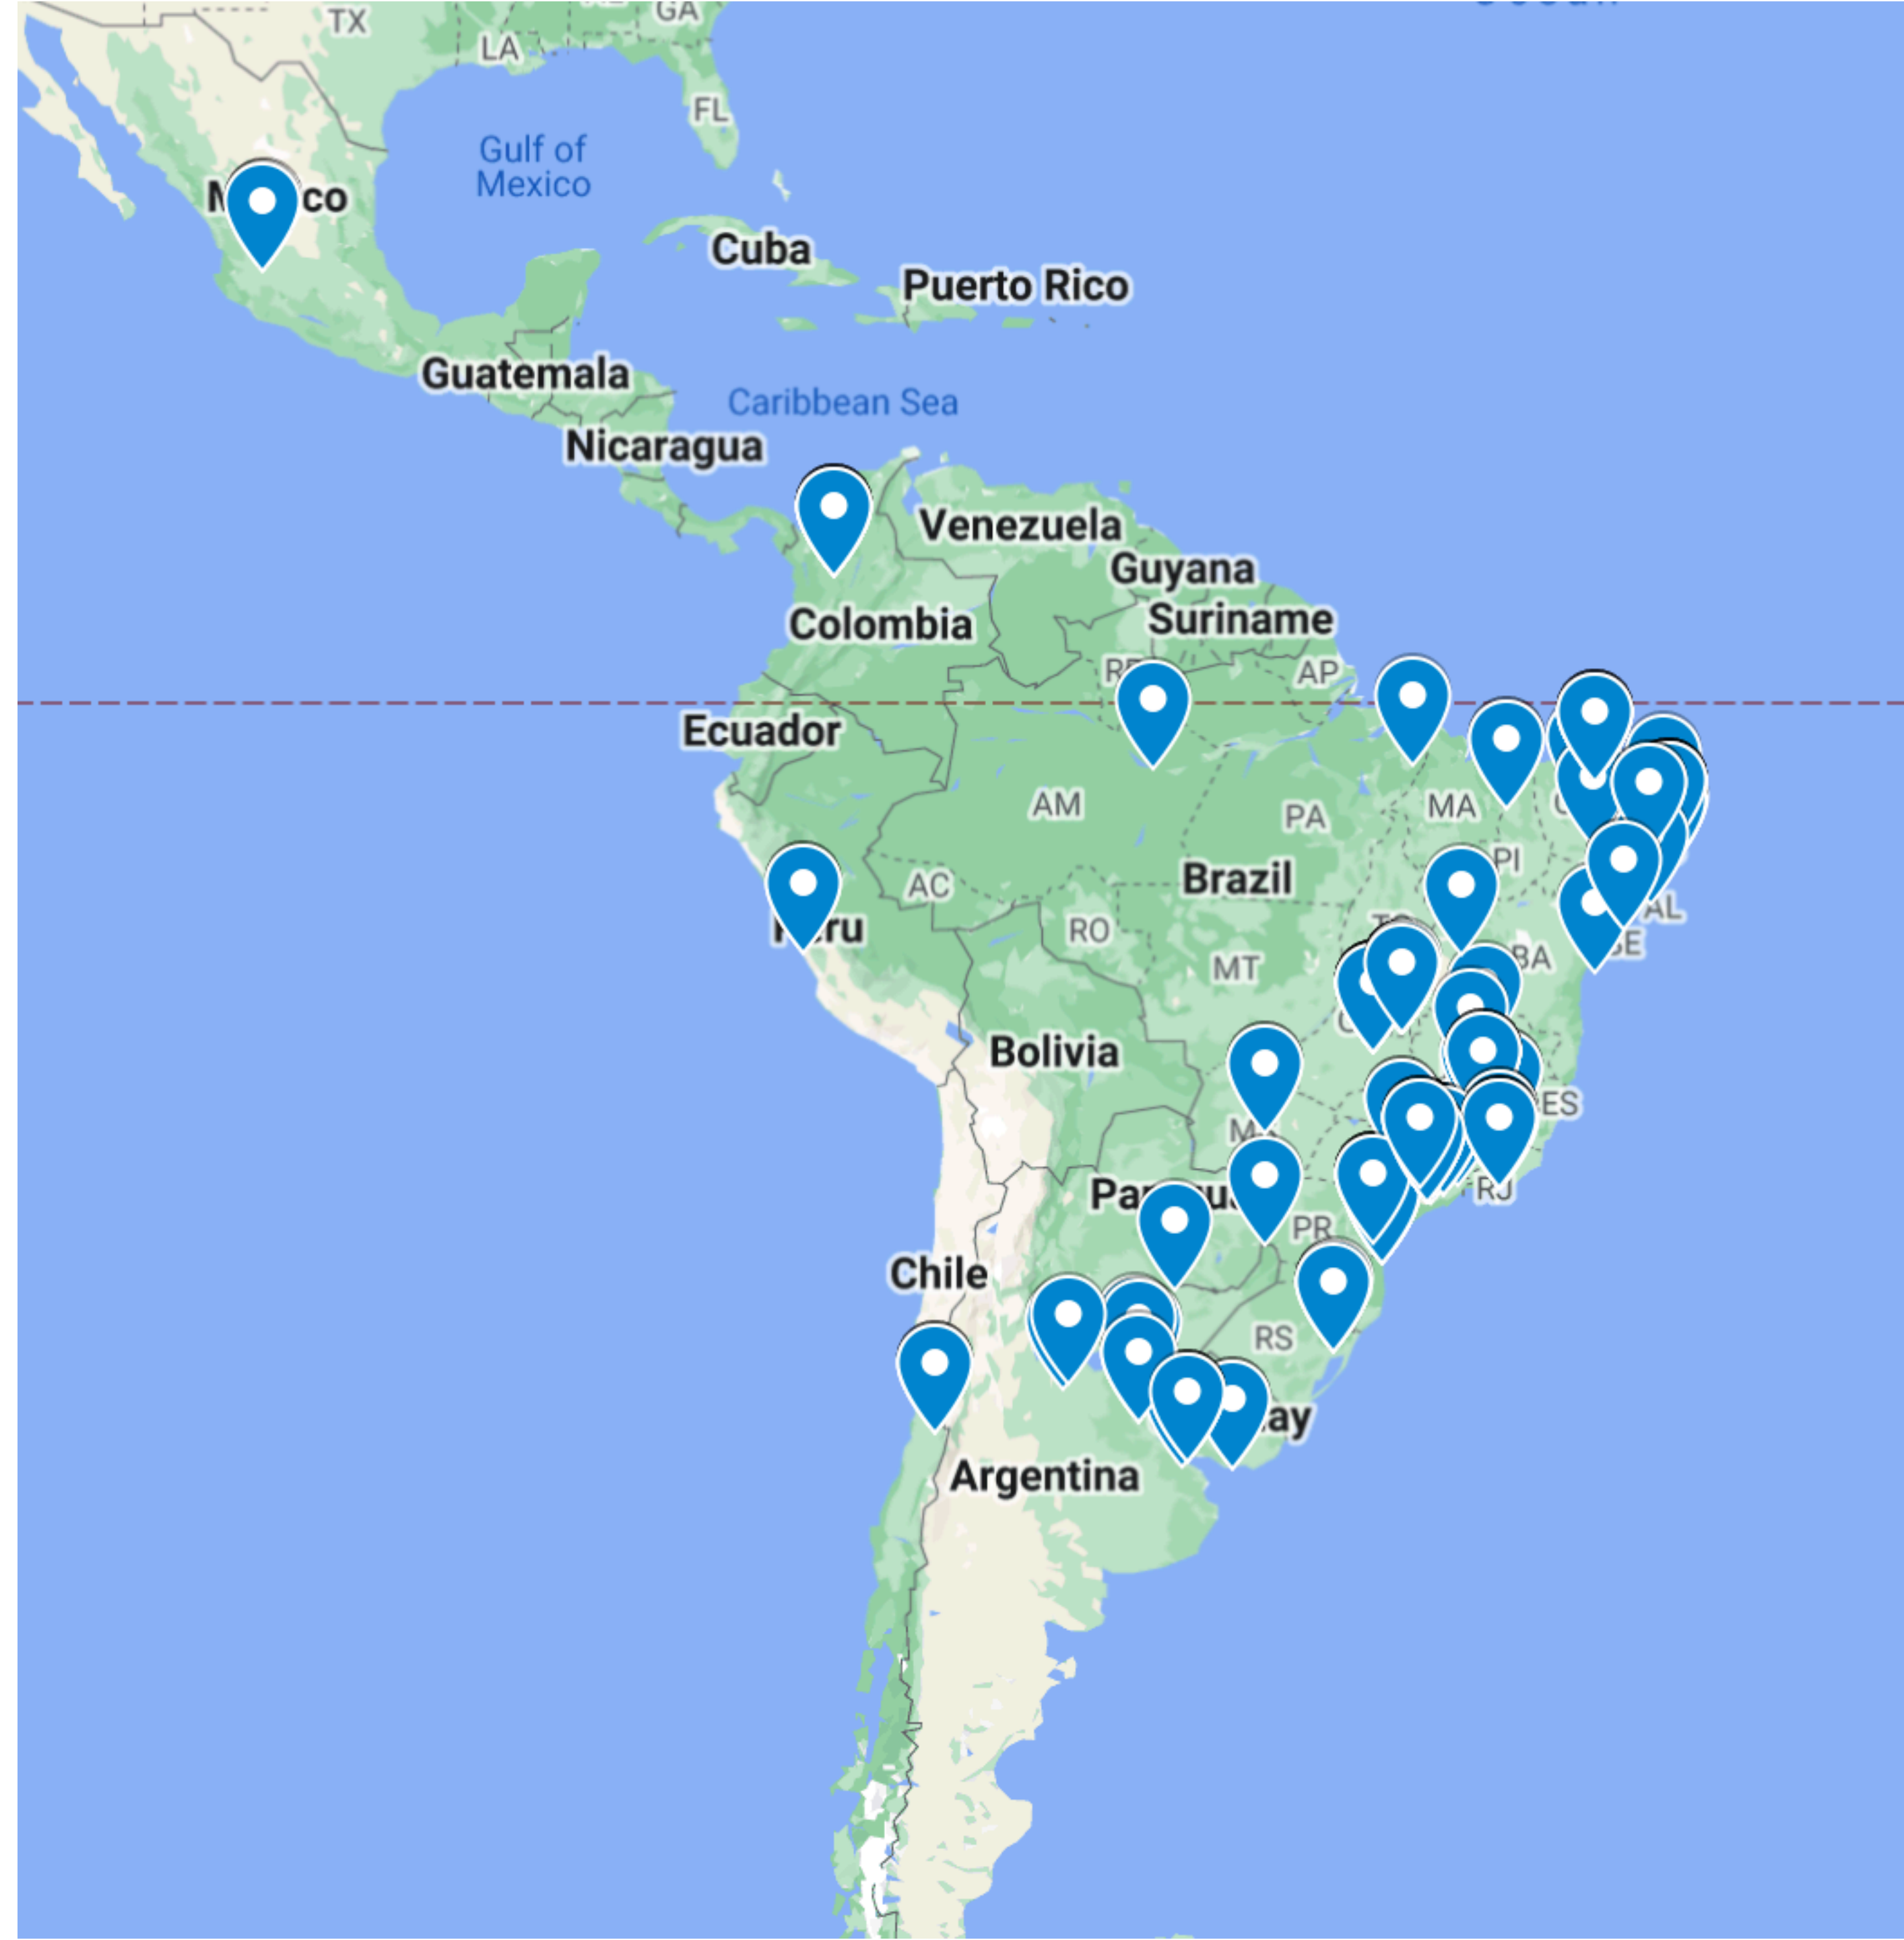 TX
LA
GA
FL
Gulf of
Mexico
Cuba
Puerto Rico
Guatemala
Caribbean Sea
Nicaragua
Venezuela
Guyana
Suriname
Colombia
AP
Ecuador
AM
PA
MA
PI
Brazil
AC
AL
RO
MT
BA
Bolivia
ES
RJ
PR
Chile
RS
Argentina